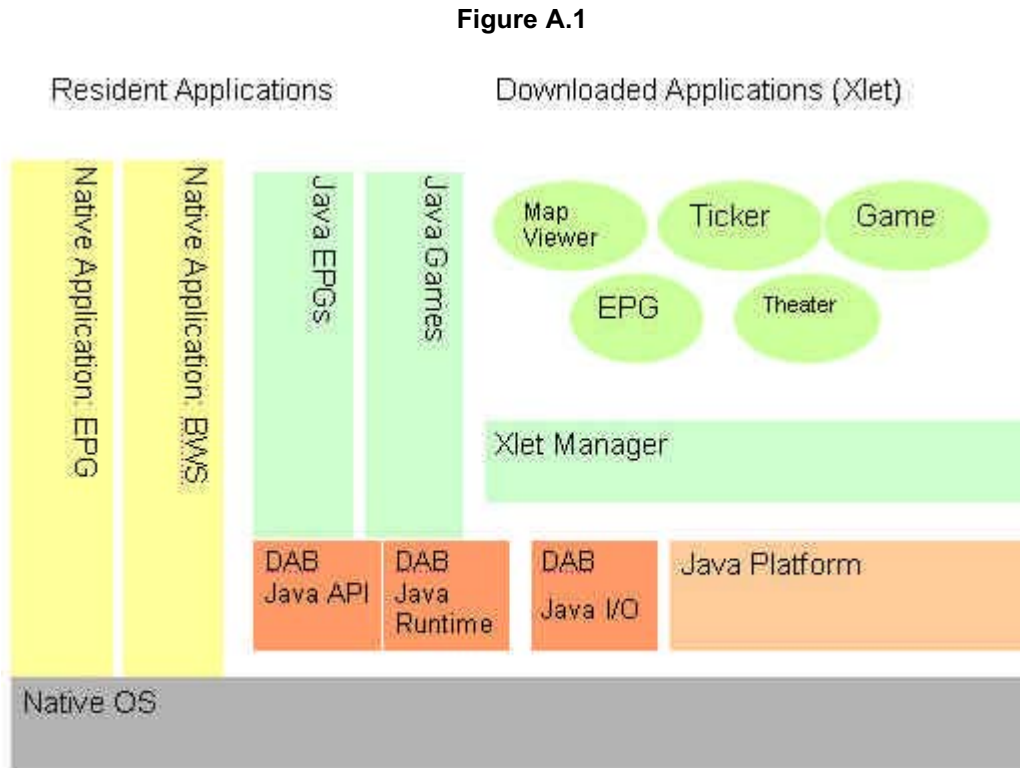 Figure A.1
Resident Applications
Downloaded Applications (Xlet)
Native Application: EPG
Native Application: BWS
Java EPGs
Java Games
Map
Viewer
Ticker
Game
EPG
Theater
Xlet Manager
DAB
Java API
DAB
Java
Runtime
DAB
Java I/O
Java Platform
Native OS